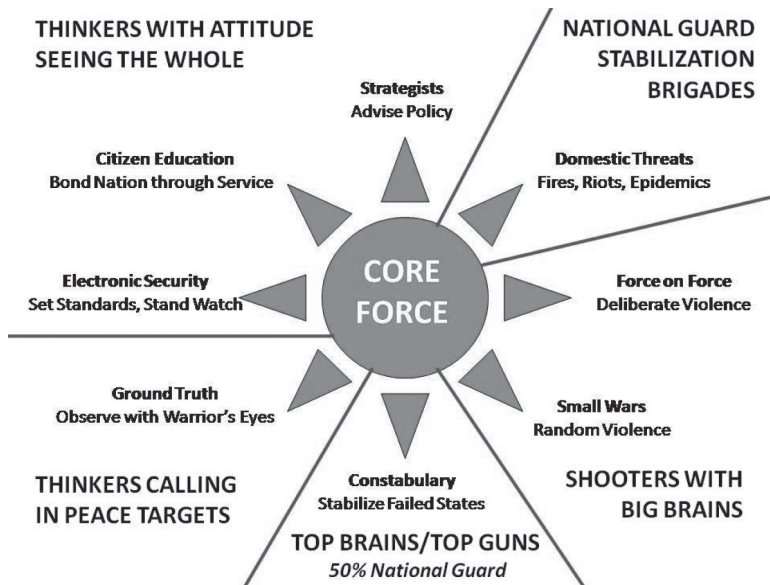 THINKERS WITH ATTITUDE
SEEING THE WHOLE
NATIONAL GUARD
STABILIZATION
BRIGADES
Strategists
Advise Policy
Citizen Education
Bond Nation through Service
Domestic Threats
Fires, Riots, Epidemics
CORE
FORCE
Electronic Security
Set Standards, Stand Watch
Force on Force
Deliberate Violence
Ground Truth
Observe with Warrior's Eyes
Small Wars
Random Violence
Constabulary
Stabilize Failed States
THINKERS CALLING
IN PEACE TARGETS
TOP BRAINS/TOP GUNS
50% National Guard
SHOOTERS WITH
BIG BRAINS